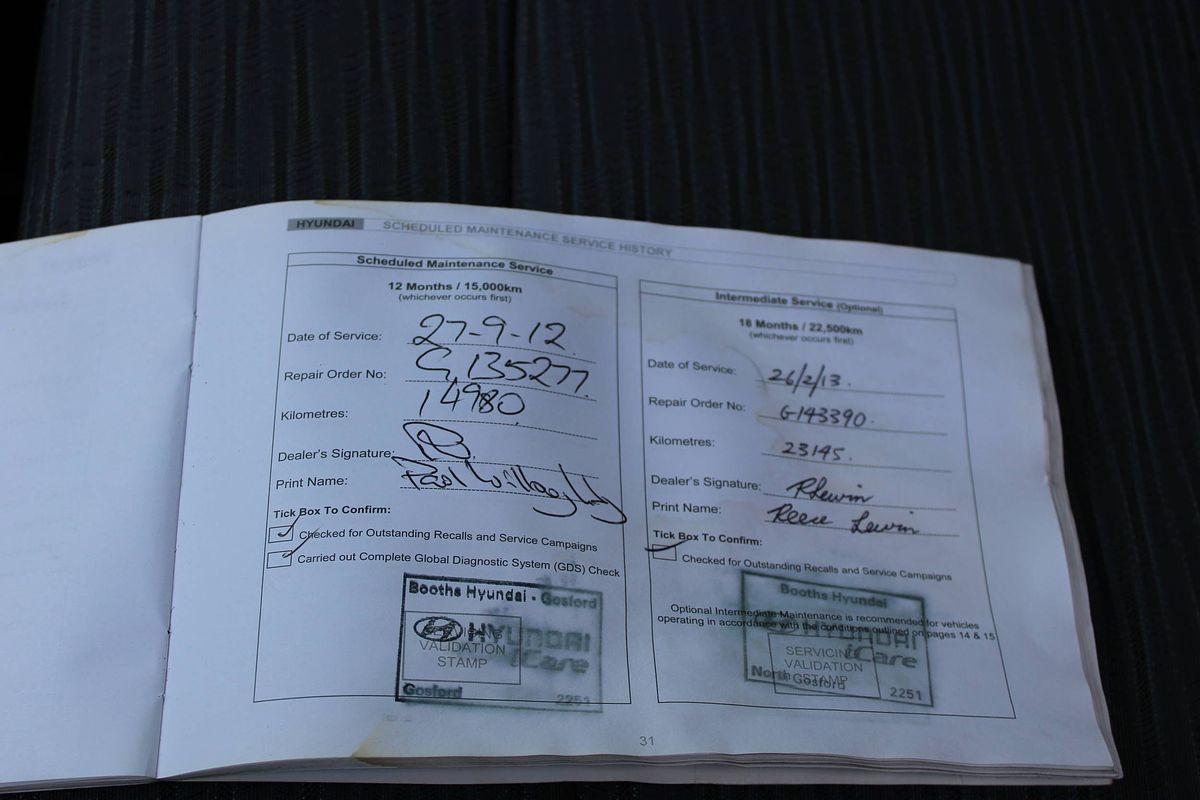 HYUNDAI SCHEDULED MAINTENANCE SERVICE HISTORY
Scheduled Maintenance Service
12 Months / 15,000km
(whichever occurs first)
Date of Service: 27-9-12
Repair Order No: G135277
Kilometres: 14980
Dealer's Signature:
Print Name: Paul
Tick Box To Confirm:
Checked for Outstanding Recalls and Service Campaigns
Carried out Complete Global Diagnostic System (GDS) Check
Booths Hyundai - Gosford
HYUNDAI
iCare
VALIDATION
STAMP
Gosford 2251
Intermediate Service (Optional)
18 Months / 22,500km
(whichever occurs first)
Date of Service: 26/2/13.
Repair Order No: G143390.
Kilometres: 23145.
Dealer's Signature: RLewin
Print Name: Reece Lewin
Tick Box To Confirm:
Checked for Outstanding Recalls and Service Campaigns
Optional Intermediate Maintenance is recommended for vehicles
operating in accordance with the conditions outlined on pages 14 & 15
Booths Hyundai
HYUNDAI
iCare
SERVICING
VALIDATION
STAMP
North Gosford 2251
31